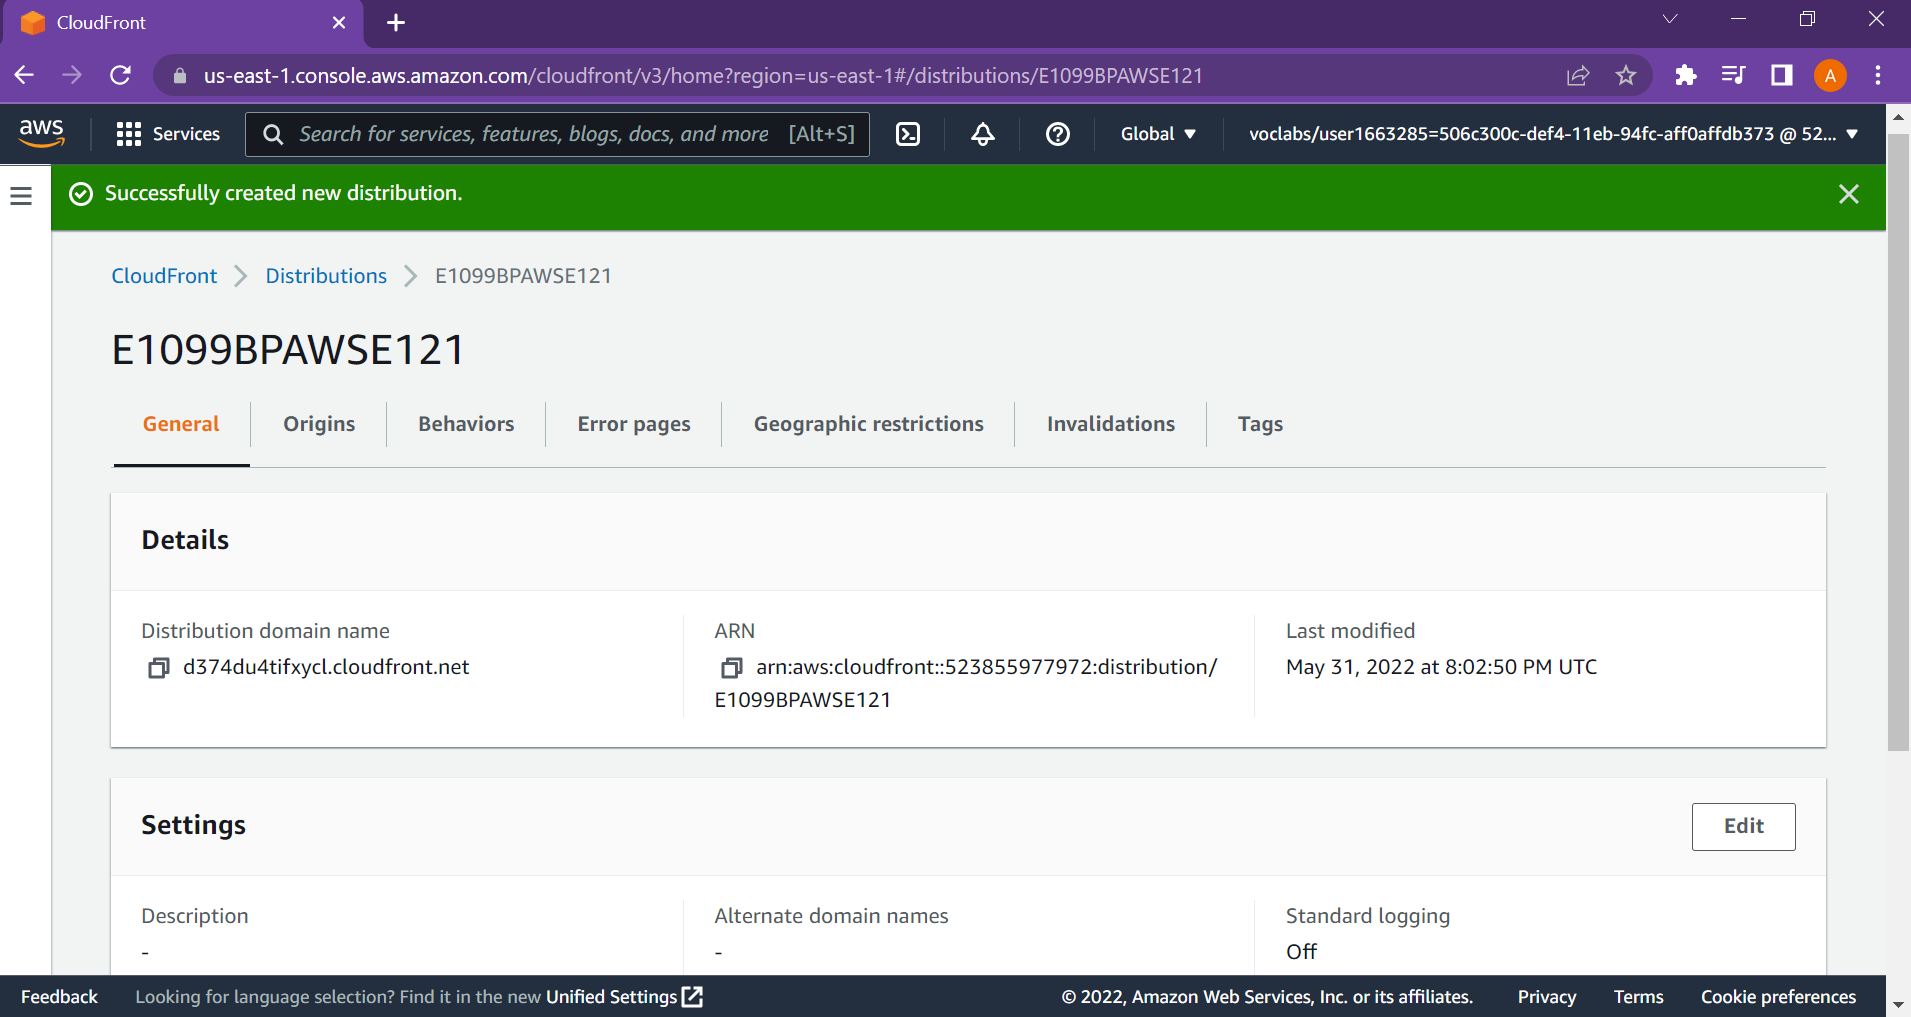 CloudFront
us-east-1.console.aws.amazon.com/cloudfront/v3/home?region=us-east-1#/distributions/E1099BPAWSE121
A
aws
Services
Search for services, features, blogs, docs, and more [Alt+S]
Global
voclabs/user1663285=506c300c-def4-11eb-94fc-aff0affdb373 @ 52...
Successfully created new distribution.
CloudFront
Distributions
E1099BPAWSE121
E1099BPAWSE121
General
Origins
Behaviors
Error pages
Geographic restrictions
Invalidations
Tags
Details
Distribution domain name
d374du4tifxycl.cloudfront.net
ARN
arn:aws:cloudfront::523855977972:distribution/
E1099BPAWSE121
Last modified
May 31, 2022 at 8:02:50 PM UTC
Settings
Edit
Description
-
Alternate domain names
-
Standard logging
Off
Feedback
Looking for language selection? Find it in the new Unified Settings
© 2022, Amazon Web Services, Inc. or its affiliates.
Privacy
Terms
Cookie preferences